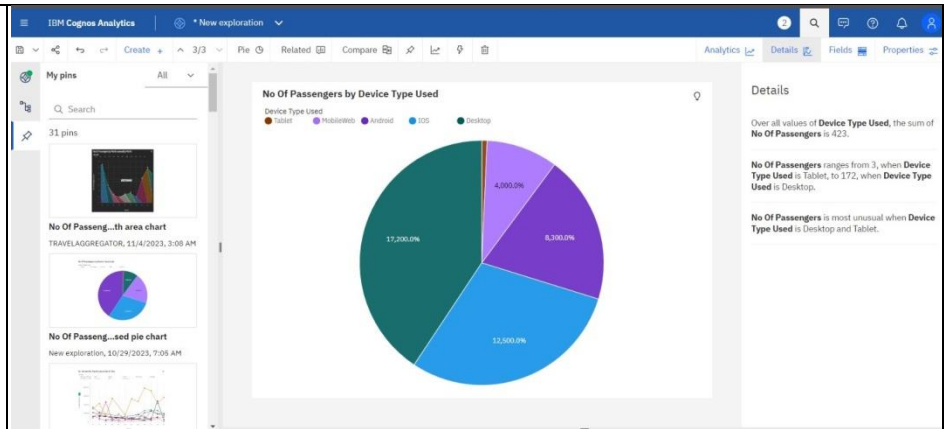 IBM Cognos Analytics
* New exploration
2
Create +
3/3
Pie
Related
Compare
Analytics
Details
Fields
Properties
My pins
All
Search
31 pins
No Of Passeng...th area chart
TRAVELAGGREGATOR, 11/4/2023, 3:08 AM
No Of Passeng...sed pie chart
New exploration, 10/29/2023, 7:05 AM
No Of Passengers by Device Type Used
Device Type Used
Tablet MobileWeb Android IOS Desktop
4,000.0%
8,300.0%
17,200.0%
12,500.0%
Details
Over all values of Device Type Used, the sum of
No Of Passengers is 423.
No Of Passengers ranges from 3, when Device
Type Used is Tablet, to 172, when Device Type
Used is Desktop.
No Of Passengers is most unusual when Device
Type Used is Desktop and Tablet.